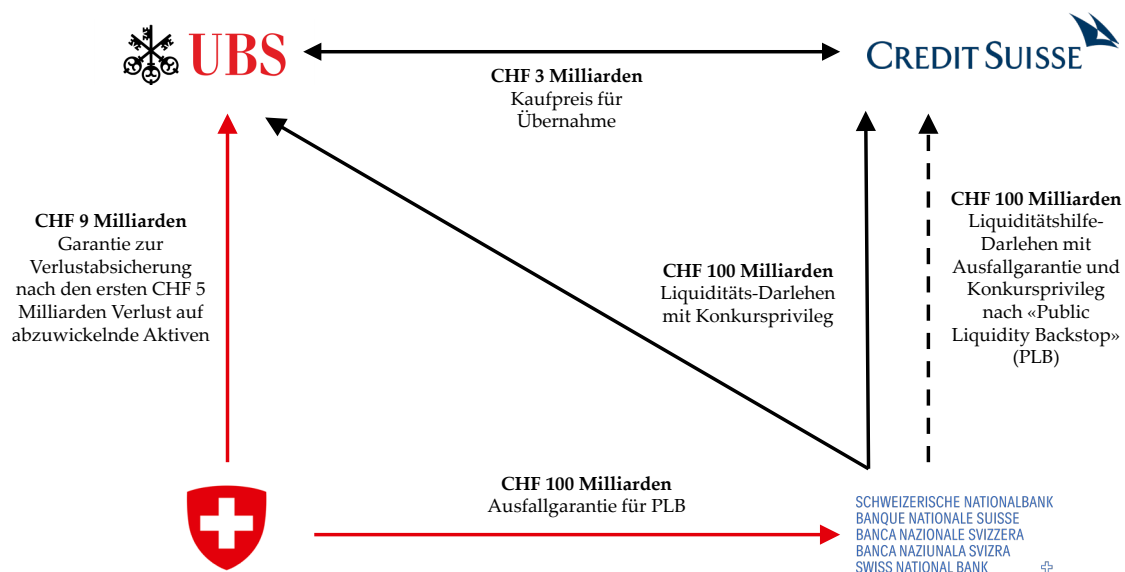 UBS
CREDIT SUISSE
CHF 3 Milliarden
Kaufpreis für
Übernahme
CHF 9 Milliarden
Garantie zur
Verlustabsicherung
nach den ersten CHF 5
Milliarden Verlust auf
abzuwickelnde Aktiven
CHF 100 Milliarden
Liquiditäts-Darlehen
mit Konkursprivileg
CHF 100 Milliarden
Liquiditätshilfe-
Darlehen mit
Ausfallgarantie und
Konkursprivileg
nach «Public
Liquidity Backstop»
(PLB)
CHF 100 Milliarden
Ausfallgarantie für PLB
SCHWEIZERISCHE NATIONALBANK
BANQUE NATIONALE SUISSE
BANCA NAZIONALE SVIZZERA
BANCA NAZIUNALA SVIZRA
SWISS NATIONAL BANK